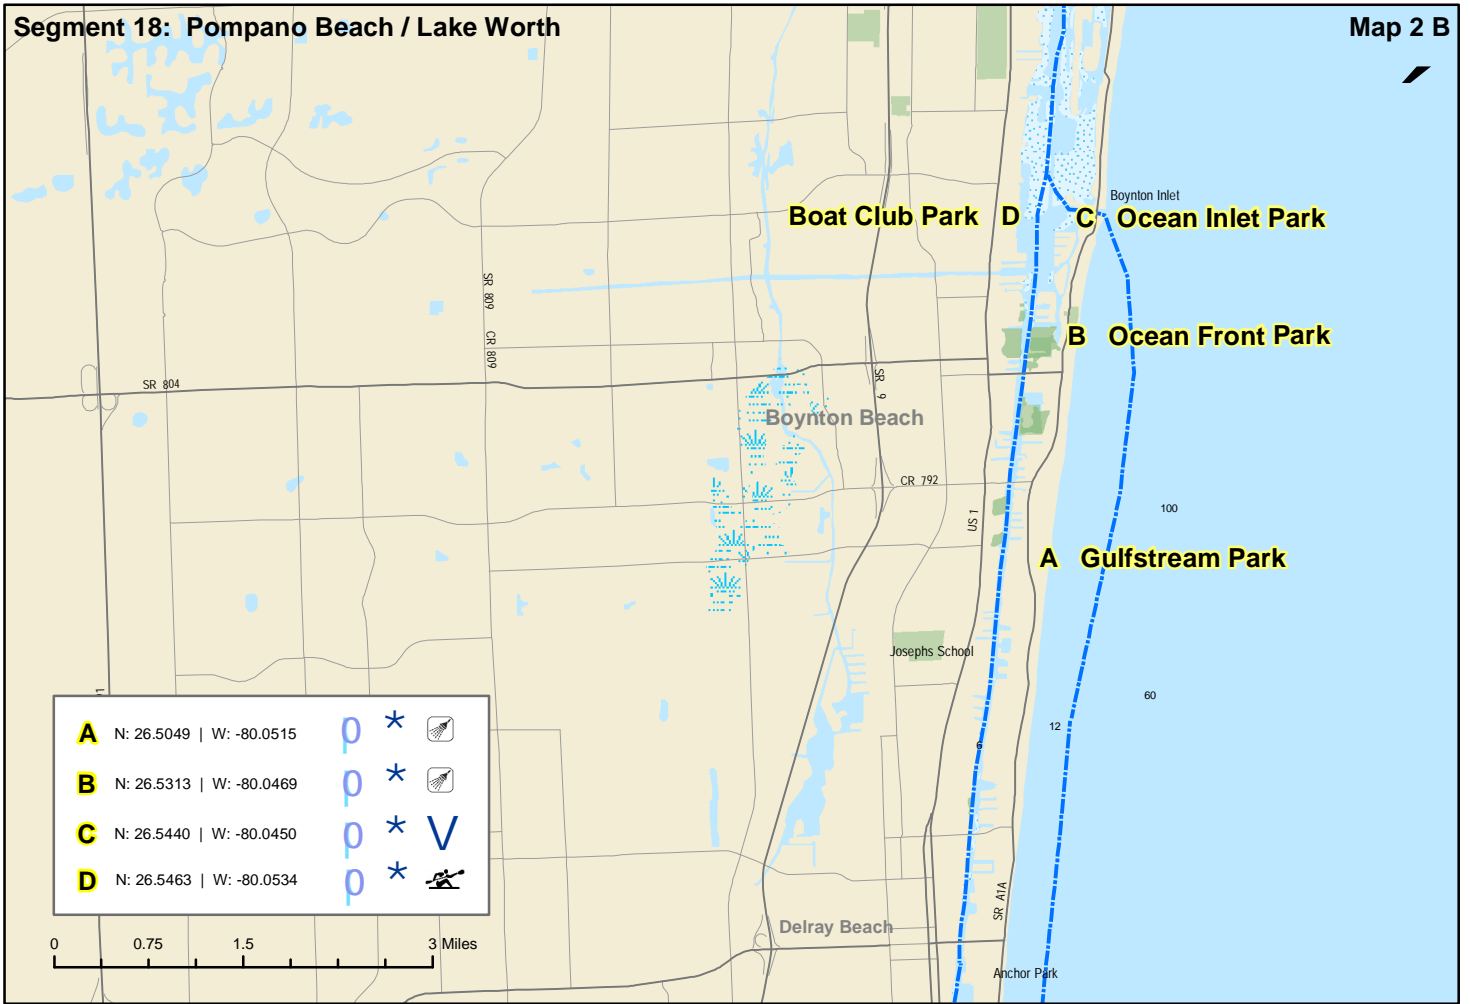 Segment 18: Pompano Beach / Lake Worth
Map 2 B
Boynton Inlet
Boat Club Park D
C Ocean Inlet Park
SR 809
CR 809
B Ocean Front Park
SR 804
SR 9
Boynton Beach
CR 792
100
US 1
A Gulfstream Park
Josephs School
60
12
6
A N: 26.5049 | W: -80.0515 p * 
B N: 26.5313 | W: -80.0469 p *
C N: 26.5440 | W: -80.0450 p * V
D N: 26.5463 | W: -80.0534 p *
SR A1A
Delray Beach
0 0.75 1.5 3 Miles
Anchor Park